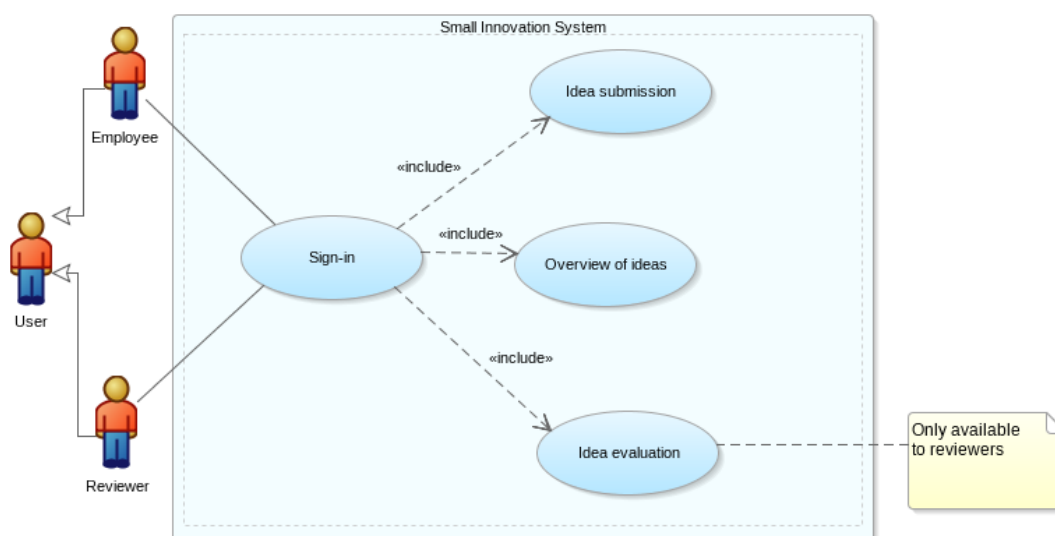 Small Innovation System
Idea submission
Employee
«include»
«include»
Sign-in
Overview of ideas
User
«include»
Only available
to reviewers
Idea evaluation
Reviewer